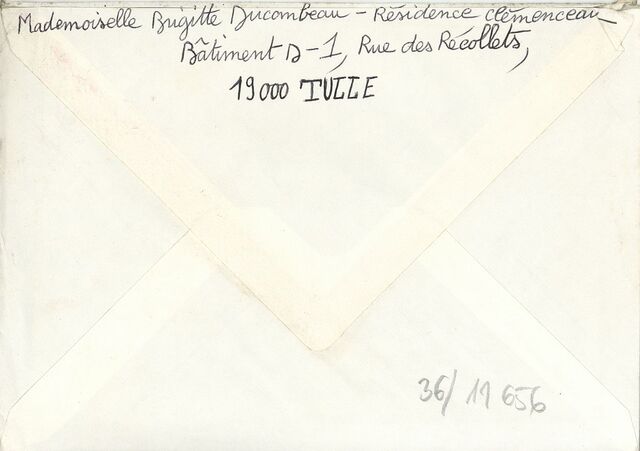 Mademoiselle Brigitte Ducombeau - Résidence Clémenceau
Bâtiment D-1, Rue des Récollets,
19000 TULLE
36/ 11 656